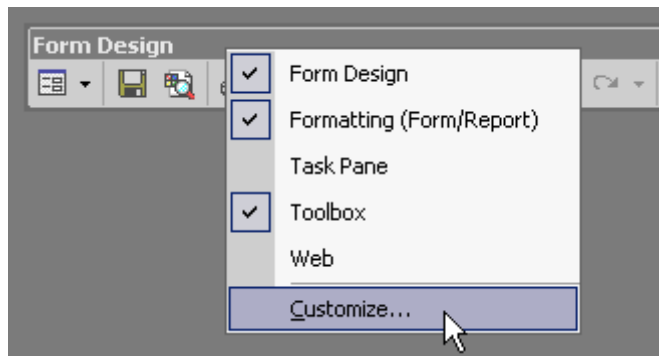 Form Design
Form Design
Formatting (Form/Report)
Task Pane
Toolbox
Web
Customize...